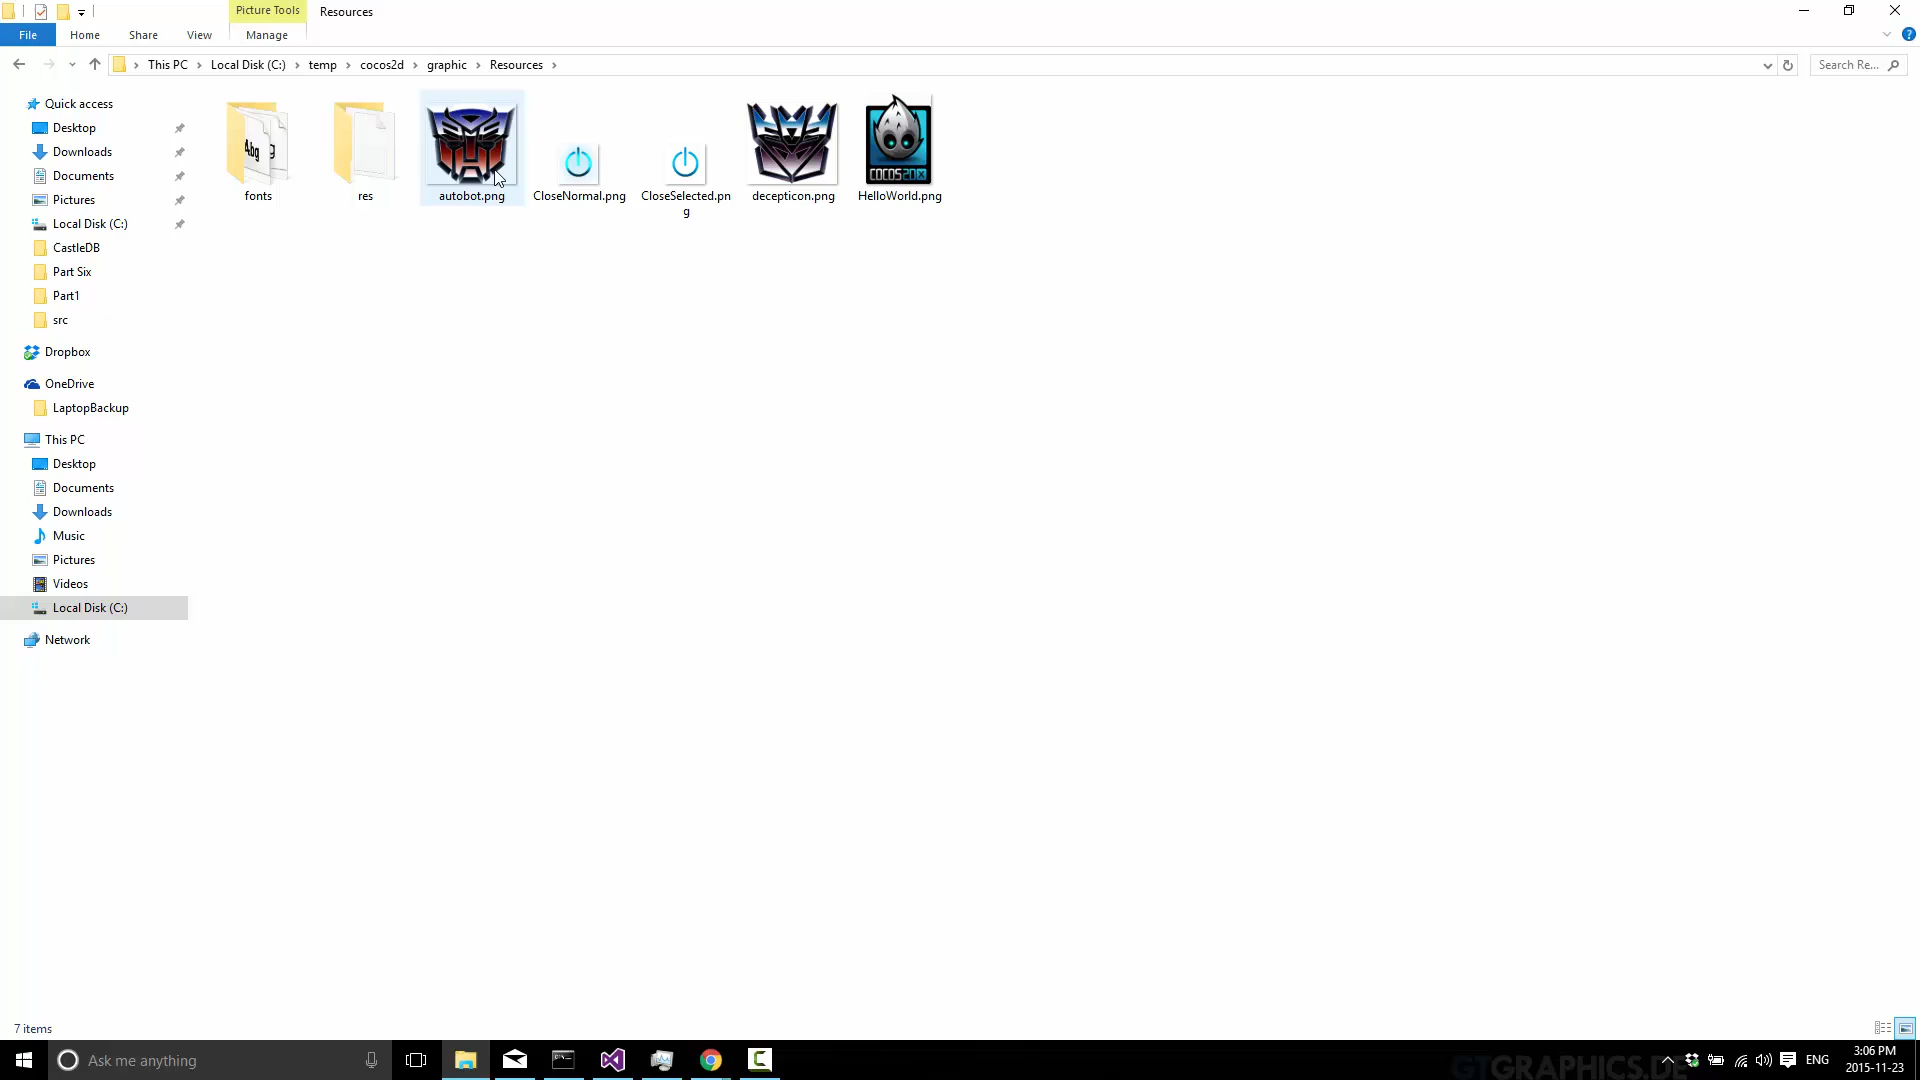 Picture Tools
Resources
File
Home
Share
View
Manage
This PC
Local Disk (C:)
temp
cocos2d
graphic
Resources
Search Re...
Quick access
Desktop
Downloads
Documents
Pictures
Local Disk (C:)
CastleDB
Part Six
Part1
src
Dropbox
OneDrive
LaptopBackup
This PC
Desktop
Documents
Downloads
Music
Pictures
Videos
Local Disk (C:)
Network
Abg
g
COCOS2DX
fonts
res
autobot.png
CloseNormal.png
CloseSelected.pn
g
decepticon.png
HelloWorld.png
7 items
Ask me anything
GTGRAPHICS.DE
ENG
3:06 PM
2015-11-23